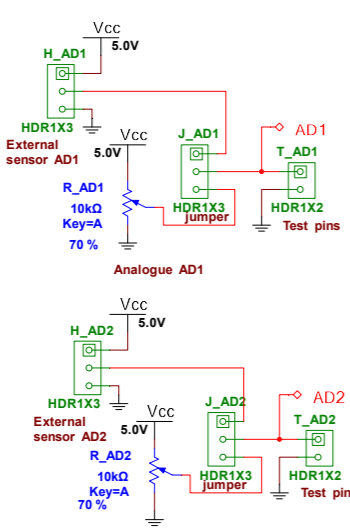 Vcc
5.0V
H_AD1
HDR1X3
External
sensor AD1
Vcc
5.0V
J_AD1
AD1
T_AD1
R_AD1
10kΩ
Key=A
70 %
HDR1X3
jumper
HDR1X2
Test pins
Analogue AD1
Vcc
5.0V
H_AD2
HDR1X3
External
sensor AD2
Vcc
5.0V
J_AD2
AD2
T_AD2
R_AD2
10kΩ
Key=A
70 %
HDR1X3
jumper
HDR1X2
Test pin